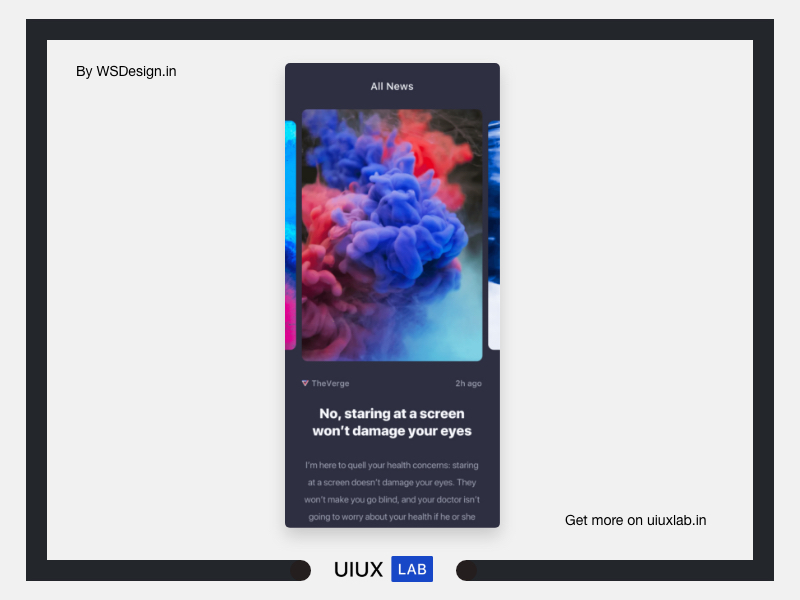 By WSDesign.in
All News
TheVerge
2h ago
No, staring at a screen
won't damage your eyes
I'm here to quell your health concerns: staring
at a screen doesn't damage your eyes. They
won't make you go blind, and your doctor isn't
going to worry about your health if he or she
Get more on uiuxlab.in
UIUX LAB